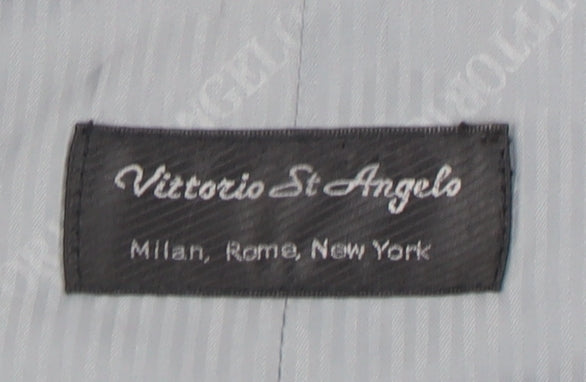 Vittorio St Angelo
Milan, Rome, New York